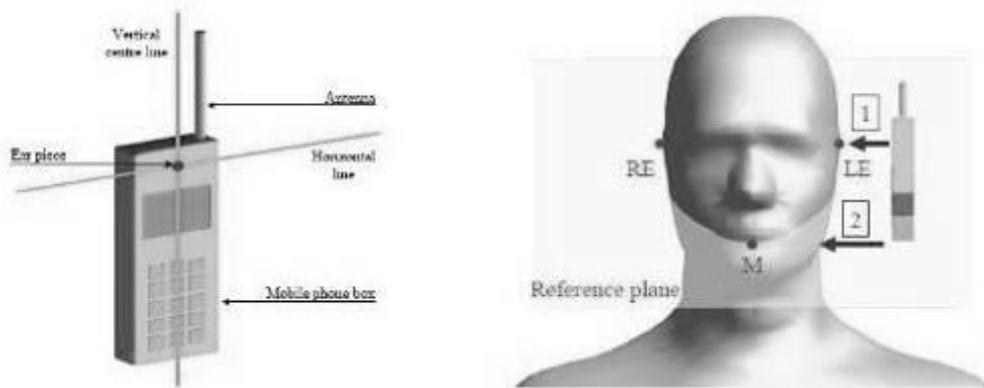 Vertical
centre line
Antenna
Ear piece
Horizontal
line
Mobile phone box
1
RE
LE
2
M
Reference plane